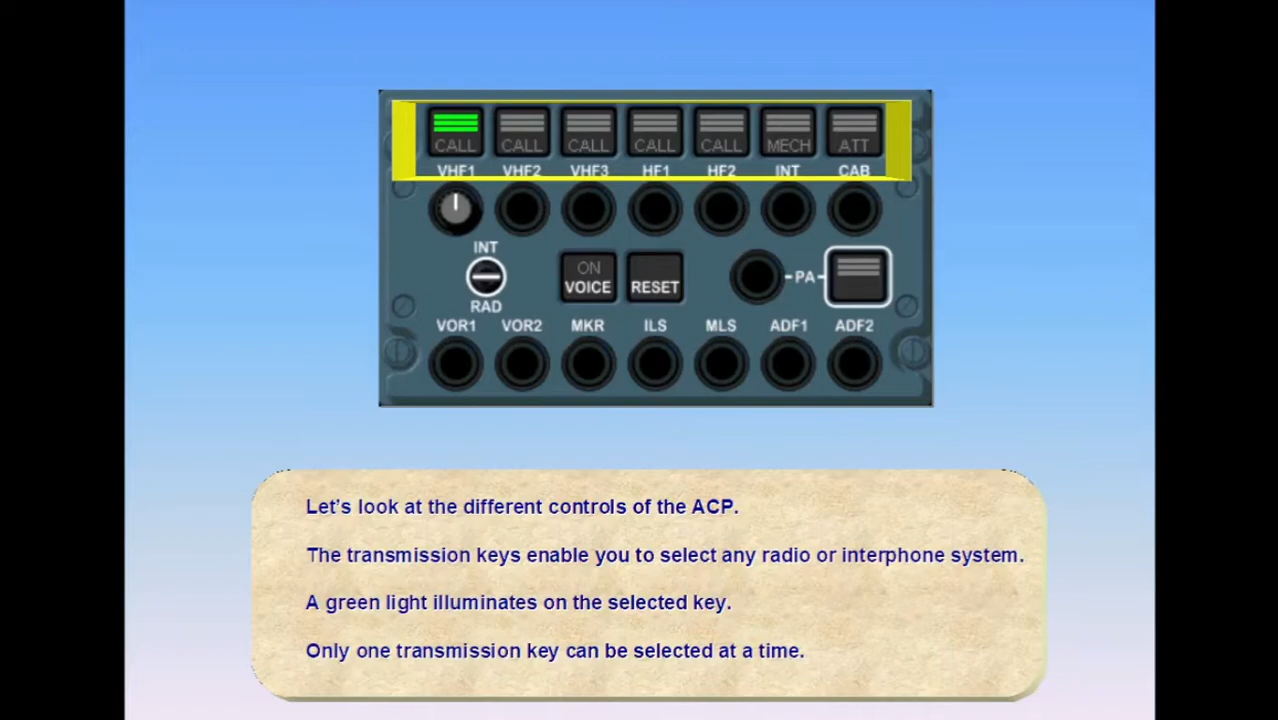 CALL CALL CALL CALL CALL MECH ATT
VHF1 VHF2 VHF3 HF1 HF2 INT CAB
INT
ON
VOICE RESET PA
RAD
VOR1 VOR2 MKR ILS MLS ADF1 ADF2
Let's look at the different controls of the ACP.
The transmission keys enable you to select any radio or interphone system.
A green light illuminates on the selected key.
Only one transmission key can be selected at a time.